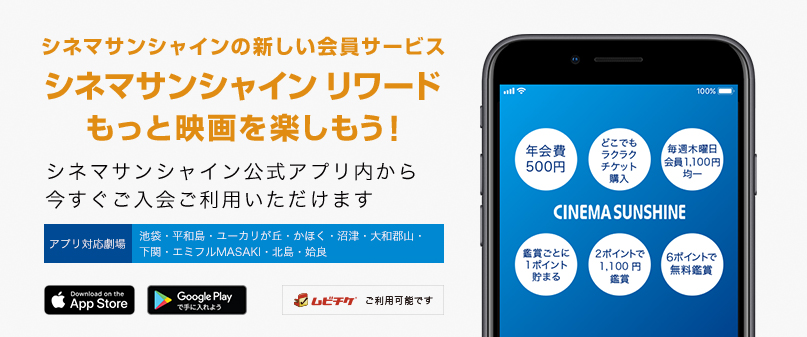 シネマサンシャインの新しい会員サービス
シネマサンシャイン リワード
もっと映画を楽しもう！
シネマサンシャイン公式アプリ内から
今すぐご入会ご利用いただけます
アプリ対応劇場
池袋・平和島・ユーカリが丘・かほく・沼津・大和郡山・
下関・エミフルMASAKI・北島・姶良
Download on the
App Store
Google Play
で手に入れよう
ムビチケ ご利用可能です
100%
年会費
500円
どこでも
ラクラク
チケット
購入
毎週木曜日
会員1,100円
均一
CINEMA SUNSHINE
鑑賞ごとに
1ポイント
貯まる
2ポイントで
1,100 円
鑑賞
6ポイントで
無料鑑賞